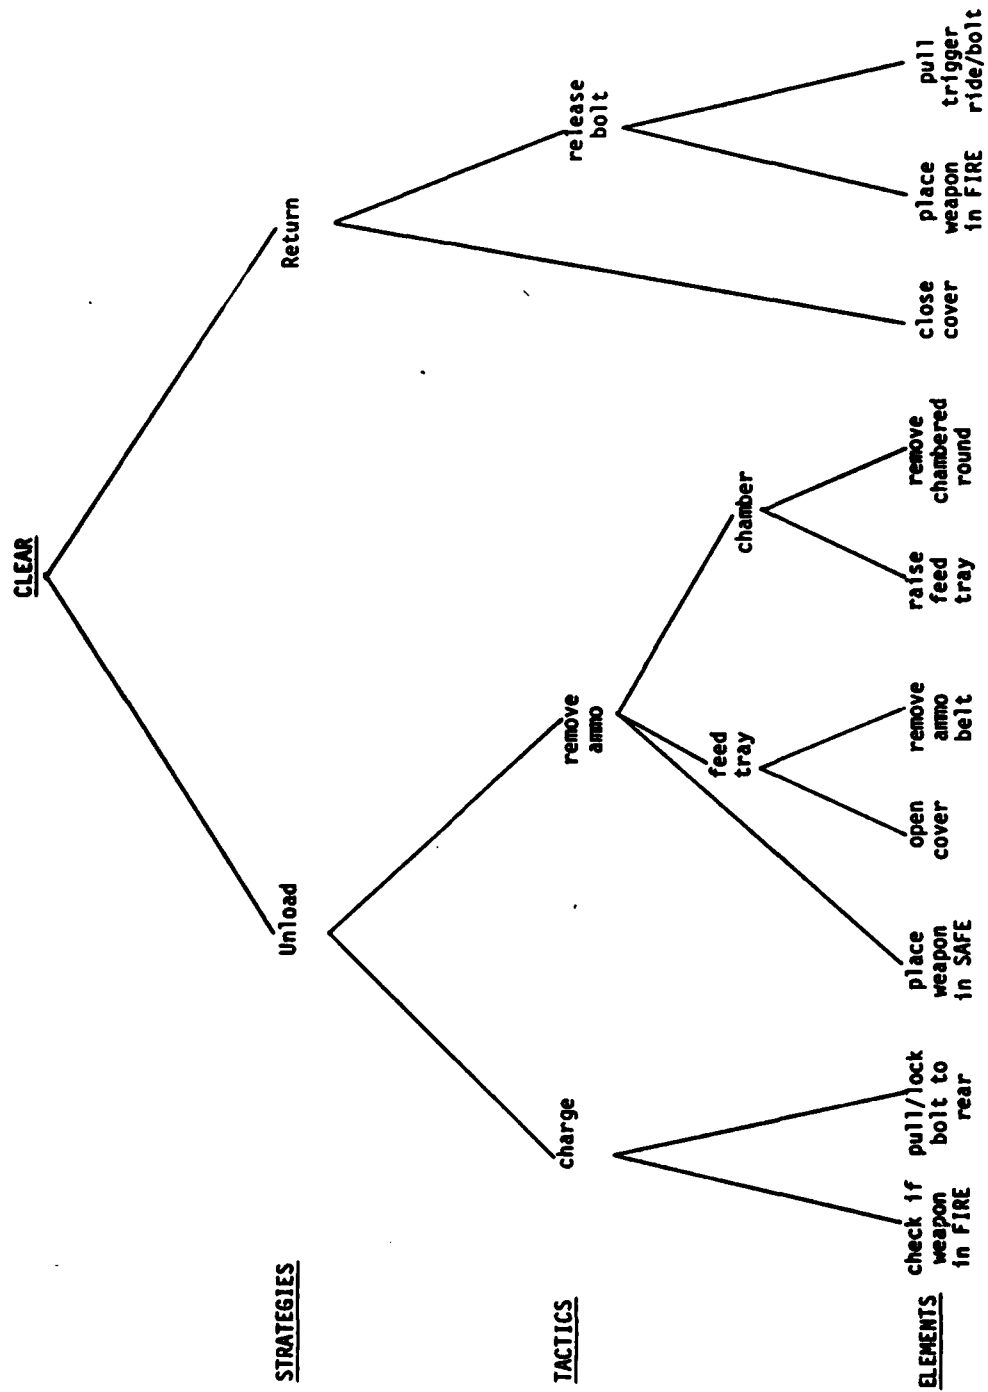 CLEAR
STRATEGIES
Unload
Return
TACTICS
charge
remove
ammo
release
bolt
feed
tray
chamber
ELEMENTS
check if
weapon
in FIRE
pull/lock
bolt to
rear
place
weapon
in SAFE
open
cover
remove
ammo
belt
raise
feed
tray
remove
chambered
round
close
cover
place
weapon
in FIRE
pull
trigger
ride/bolt